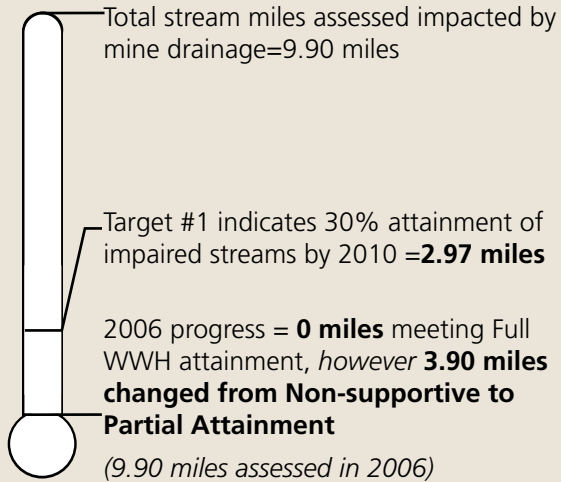 Total stream miles assessed impacted by
mine drainage=9.90 miles
Target #1 indicates 30% attainment of
impaired streams by 2010 =2.97 miles
2006 progress = 0 miles meeting Full
WWH attainment, however 3.90 miles
changed from Non-supportive to
Partial Attainment
(9.90 miles assessed in 2006)